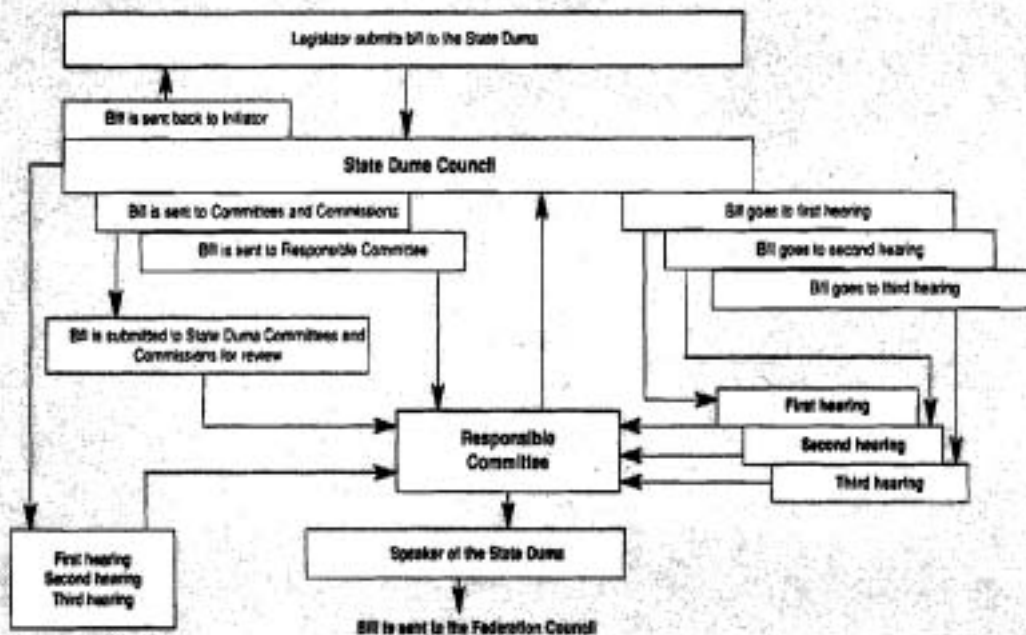 Legislator submits bill to the State Duma
Bill is sent back to Initiator
State Duma Council
Bill is sent to Committees and Commissions
Bill goes to first hearing
Bill is sent to Responsible Committee
Bill goes to second hearing
Bill goes to third hearing
Bill is submitted to State Duma Committees and
Commissions for review
First hearing
Responsible
Committee
Second hearing
Third hearing
First hearing
Second hearing
Third hearing
Speaker of the State Duma
Bill is sent to the Federation Council